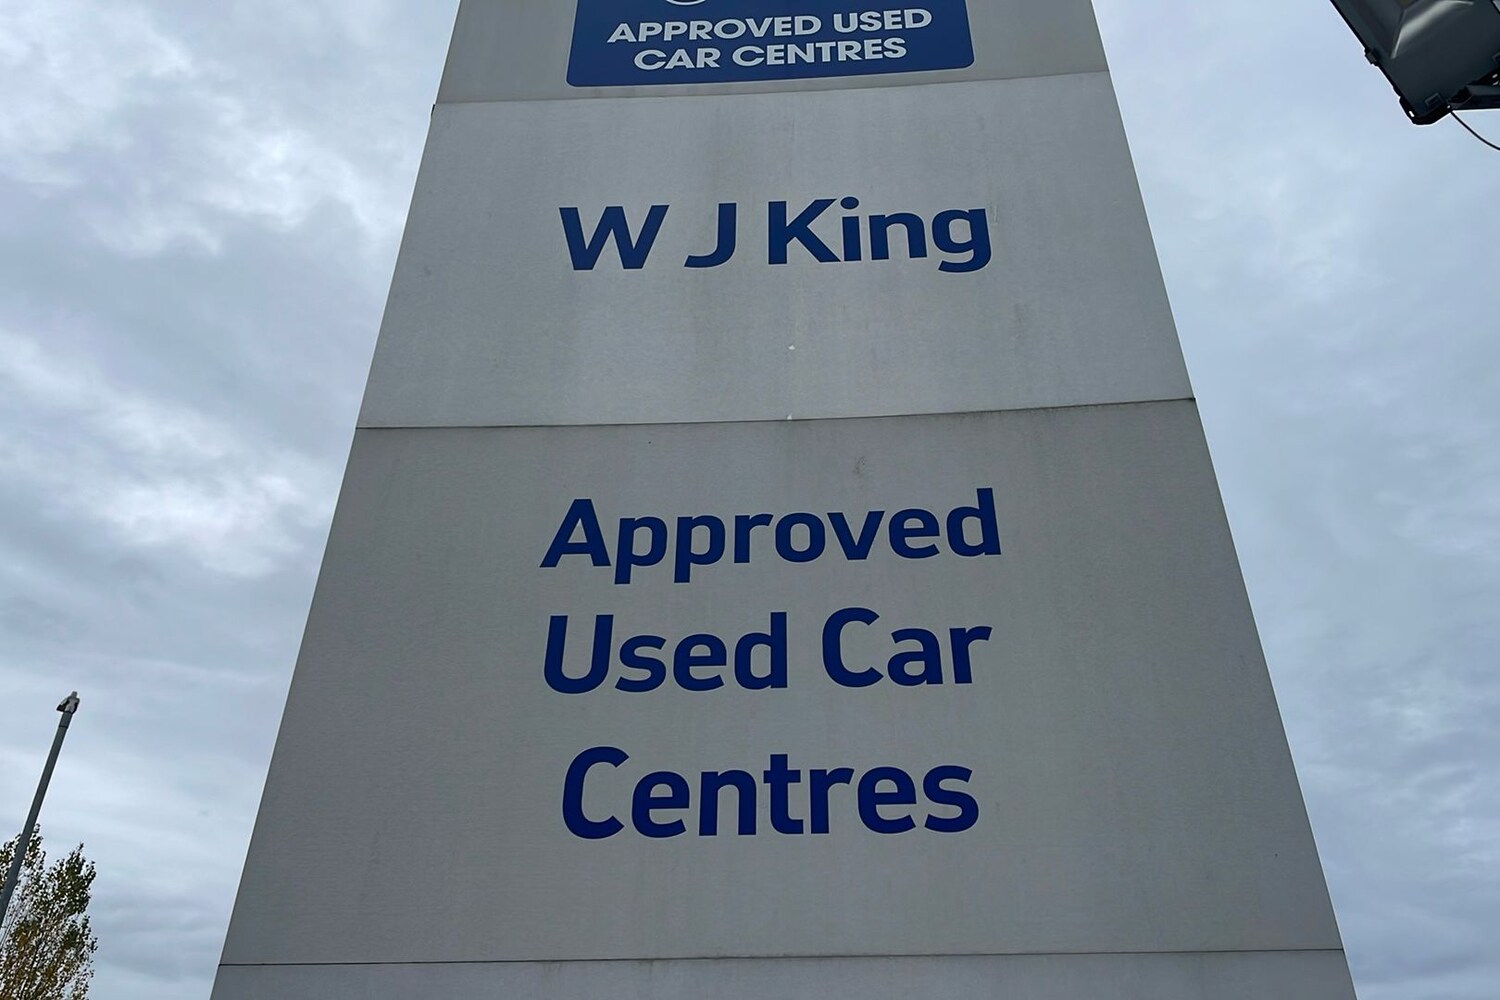 APPROVED USED
CAR CENTRES
W J King
Approved
Used Car
Centres